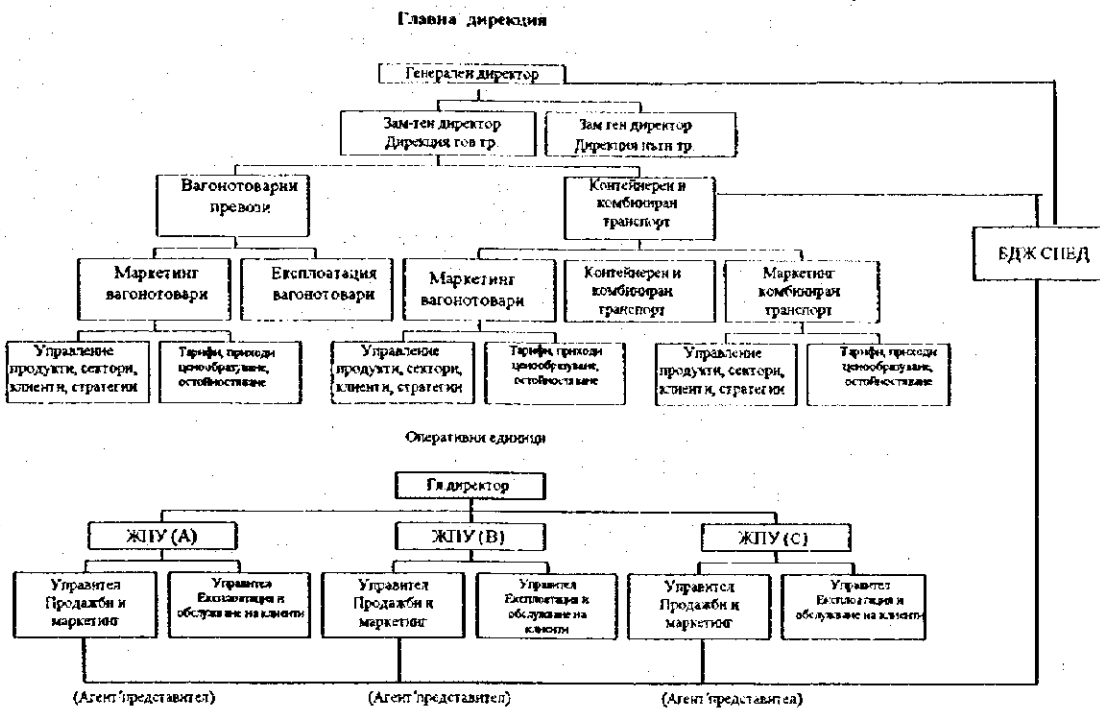 Главна дирекция
Генерален директор
Зам-ген директор
Дирекция тов тр.
Зам ген директор
Дирекция пътн тр.
Вагонотоварни
превози
Контейнерен и
комбиниран
транспорт
БДЖ СПЕД
Маркетинг
вагонотовари
Експлоатация
вагонотовари
Маркетинг
вагонотовари
Контейнерен и
комбиниран
транспорт
Маркетинг
комбиниран
транспорт
Управление
продукти, сектори,
клиенти, стратегии
Тарифи, приходи
ценообразуване,
остойностяване
Управление
продукти, сектори,
клиенти, стратегии
Тарифи, приходи
ценообразуване,
остойностяване
Управление
продукти, сектори,
клиенти, стратегии
Тарифи, приходи
ценообразуване,
остойностяване
Оперативни единици
Гл директор
ЖПУ (А)
ЖПУ (В)
ЖПУ (С)
Управител
Продажби и
маркетинг
Управител
Експлоатация и
обслужване на клиенти
Управител
Продажби и
маркетинг
Управител
Експлоатация и
обслужване на
клиенти
Управител
Продажби и
маркетинг
Управител
Експлоатация и
обслужване на клиенти
(Агент/представител)
(Агент/представител)
(Агент/представител)